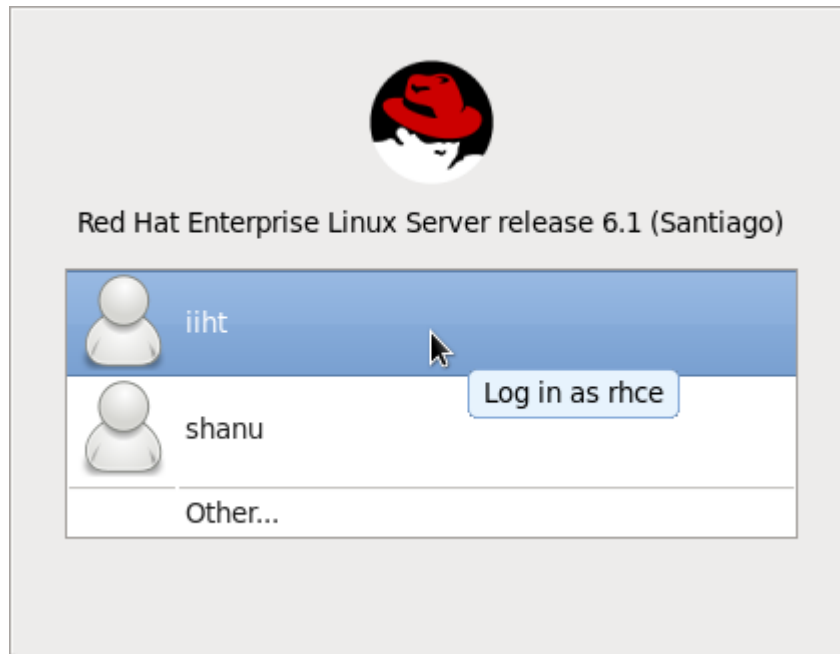 Red Hat Enterprise Linux Server release 6.1 (Santiago)
iiht
Log in as rhce
shanu
Other...